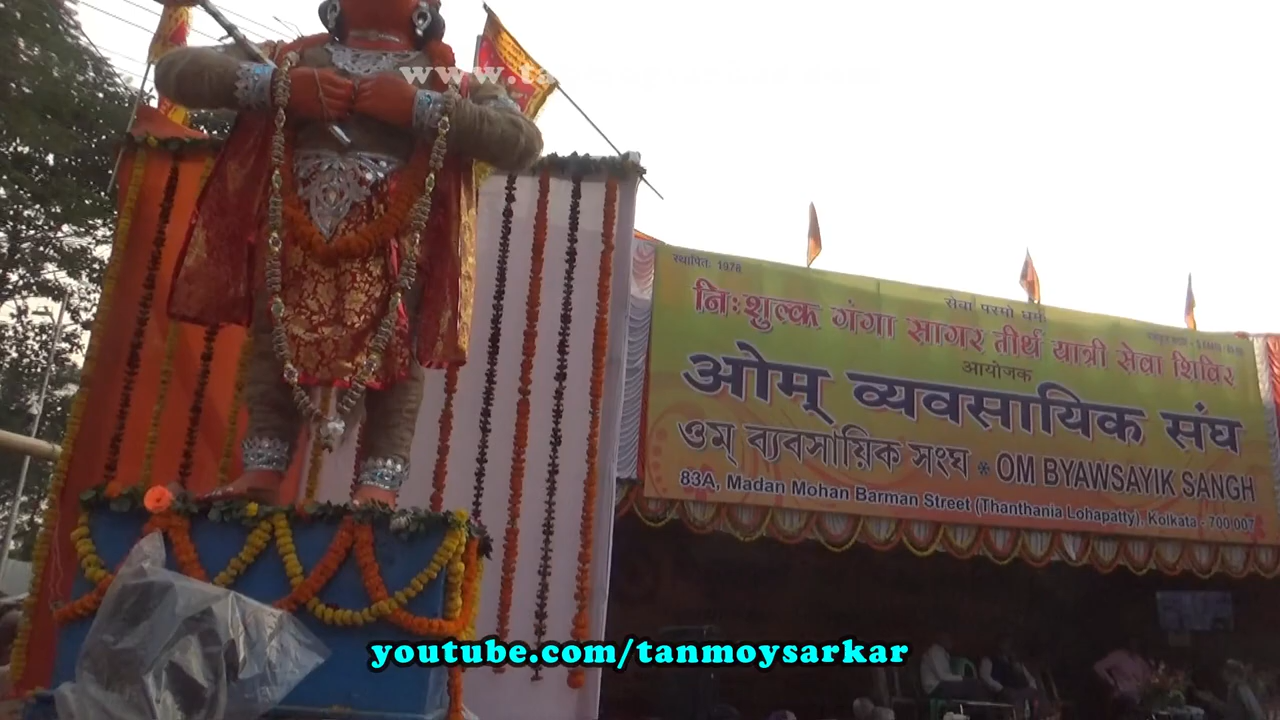 स्थापित: 1978
सेवा परमो धर्मः
निःशुल्क गंगा सागर तीर्थ यात्री सेवा शिविर
आयोजक
ओम् व्यवसायिक संघ
ওম্ ব্যবসায়িক সংঘ * OM BYAWSAYIK SANGH
83A, Madan Mohan Barman Street (Thanthania Lohapatty), Kolkata - 700 007
youtube.com/tanmoysarkar